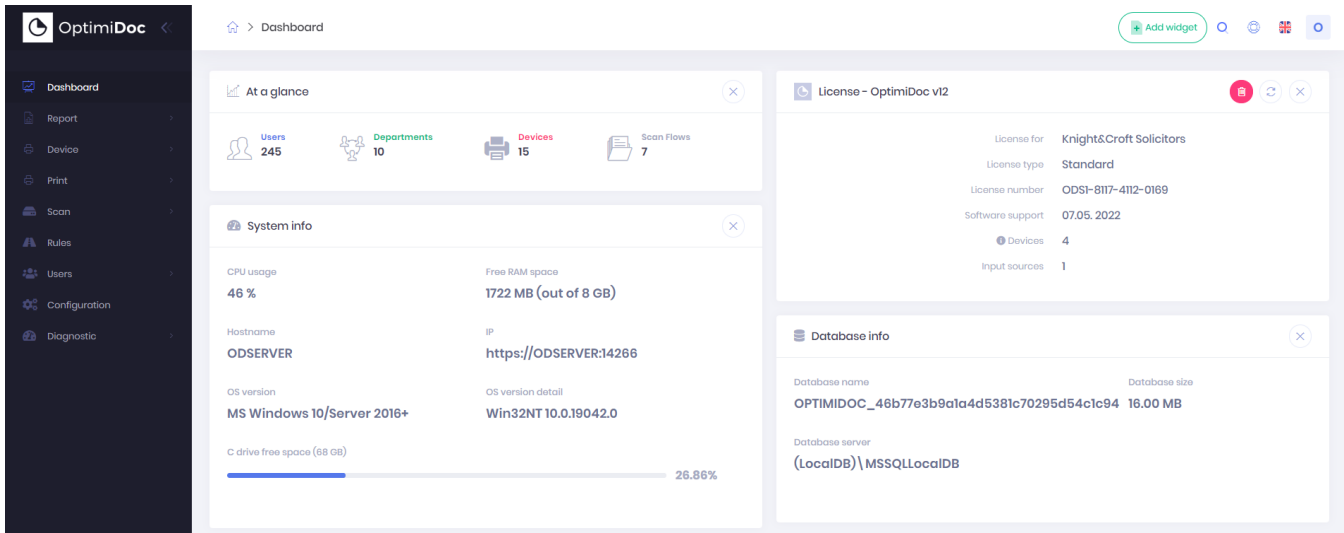 OptimiDoc
Dashboard
Report
Device
Print
Scan
Rules
Users
Configuration
Diagnostic
> Dashboard
Add widget
O
At a glance
Users
245
Departments
10
Devices
15
Scan Flows
7
System info
CPU usage
46 %
Free RAM space
1722 MB (out of 8 GB)
Hostname
ODSERVER
IP
https://ODSERVER:14266
OS version
MS Windows 10/Server 2016+
OS version detail
Win32NT 10.0.19042.0
C drive free space (68 GB)
26.86%
License - OptimiDoc v12
License for Knight&Croft Solicitors
License type Standard
License number ODS1-8117-4112-0169
Software support 07.05. 2022
Devices 4
Input sources 1
Database info
Database name
OPTIMIDOC_46b77e3b9a1a4d5381c70295d54c1c94
Database size
16.00 MB
Database server
(LocalDB)\MSSQLLocalDB